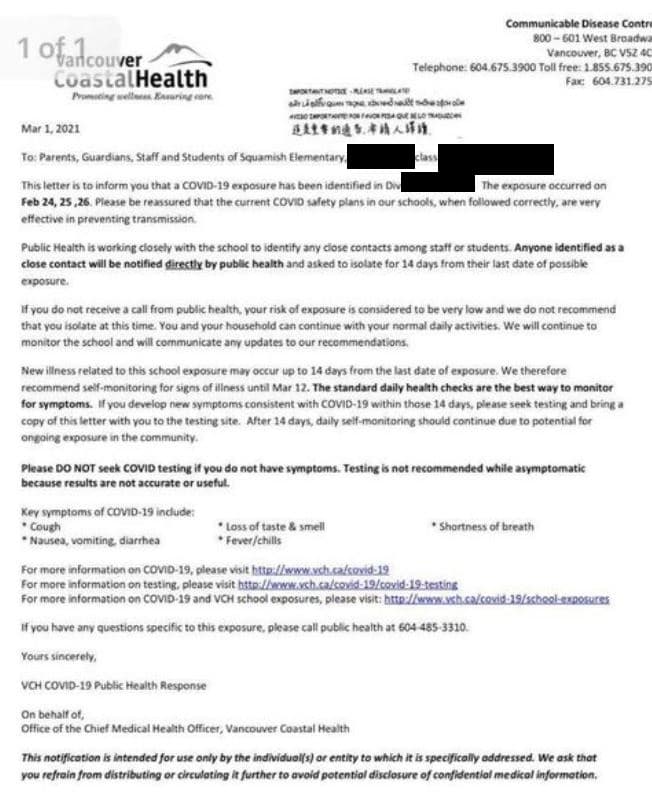 1 of 1
Vancouver
CoastalHealth
Promoting wellness. Ensuring care.
Communicable Disease Contro
800 – 601 West Broadwa
Vancouver, BC V5Z 4C
Telephone: 604.675.3900 Toll free: 1.855.675.390
Fax: 604.731.275
IMPORTANT NOTICE - PLEASE TRANSLATE!
ĐÂY LÀ ĐIỀU QUAN TRỌNG, XIN NHỜ NGƯỜI THÔNG DỊCH
AVISO IMPORTANTE! POR FAVOR PIDA QUE SE LO TRADUZCAN
Mar 1, 2021
To: Parents, Guardians, Staff and Students of Squamish Elementary, class
This letter is to inform you that a COVID-19 exposure has been identified in Div The exposure occurred on
Feb 24, 25 ,26. Please be reassured that the current COVID safety plans in our schools, when followed correctly, are very
effective in preventing transmission.
Public Health is working closely with the school to identify any close contacts among staff or students. Anyone identified as a
close contact will be notified directly by public health and asked to isolate for 14 days from their last date of possible
exposure.
If you do not receive a call from public health, your risk of exposure is considered to be very low and we do not recommend
that you isolate at this time. You and your household can continue with your normal daily activities. We will continue to
monitor the school and will communicate any updates to our recommendations.
New illness related to this school exposure may occur up to 14 days from the last date of exposure. We therefore
recommend self-monitoring for signs of illness until Mar 12. The standard daily health checks are the best way to monitor
for symptoms. If you develop new symptoms consistent with COVID-19 within those 14 days, please seek testing and bring a
copy of this letter with you to the testing site. After 14 days, daily self-monitoring should continue due to potential for
ongoing exposure in the community.
Please DO NOT seek COVID testing if you do not have symptoms. Testing is not recommended while asymptomatic
because results are not accurate or useful.
Key symptoms of COVID-19 include:
* Cough * Loss of taste & smell * Shortness of breath
* Nausea, vomiting, diarrhea * Fever/chills
For more information on COVID-19, please visit http://www.vch.ca/covid-19
For more information on testing, please visit http://www.vch.ca/covid-19/covid-19-testing
For more information on COVID-19 and VCH school exposures, please visit: http://www.vch.ca/covid-19/school-exposures
If you have any questions specific to this exposure, please call public health at 604-485-3310.
Yours sincerely,
VCH COVID-19 Public Health Response
On behalf of,
Office of the Chief Medical Health Officer, Vancouver Coastal Health
This notification is intended for use only by the individual(s) or entity to which it is specifically addressed. We ask that
you refrain from distributing or circulating it further to avoid potential disclosure of confidential medical information.